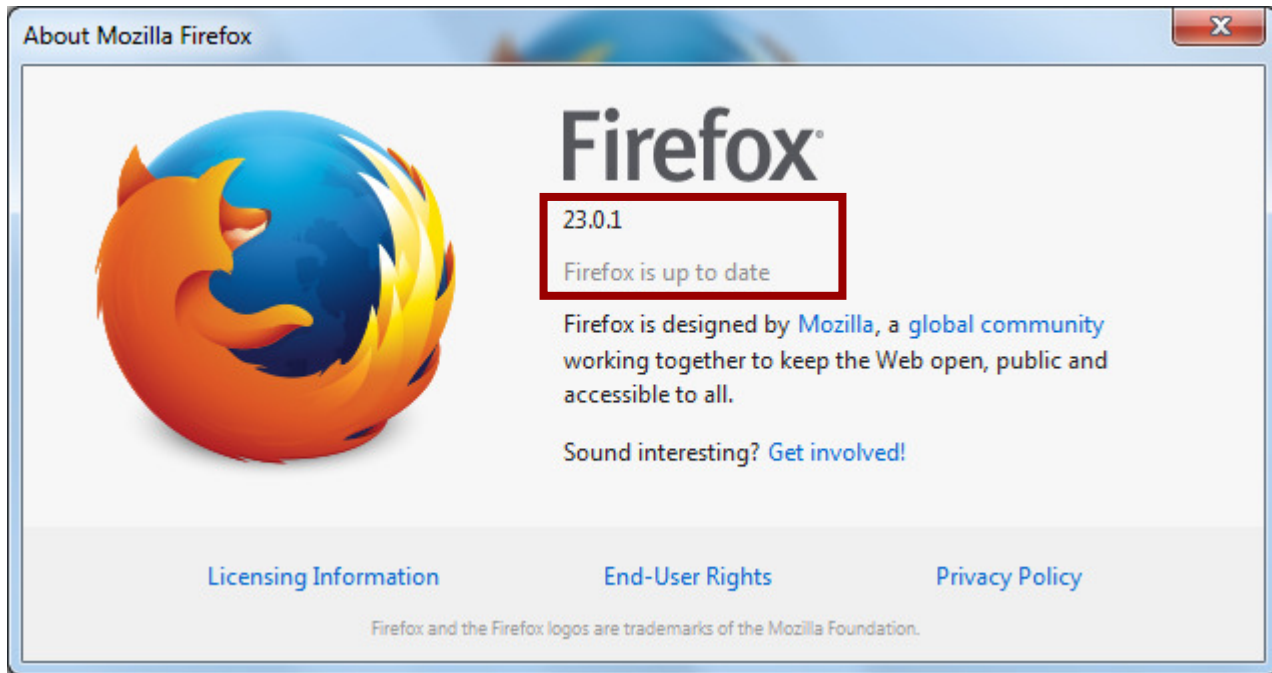 About Mozilla Firefox
Firefox®
23.0.1
Firefox is up to date
Firefox is designed by Mozilla, a global community
working together to keep the Web open, public and
accessible to all.
Sound interesting? Get involved!
Licensing Information End-User Rights Privacy Policy
Firefox and the Firefox logos are trademarks of the Mozilla Foundation.